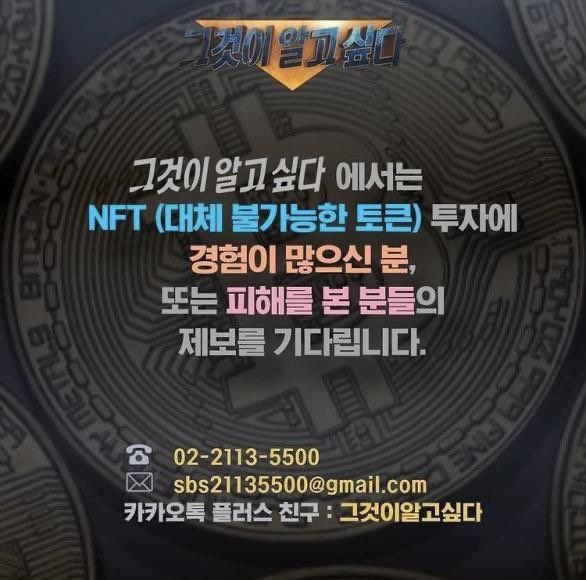 그것이 알고 싶다
그것이 알고 싶다 에서는
NFT (대체 불가능한 토큰) 투자에
경험이 많으신 분,
또는 피해를 본 분들의
제보를 기다립니다.
02-2113-5500
sbs21135500@gmail.com
카카오톡 플러스 친구 : 그것이알고싶다